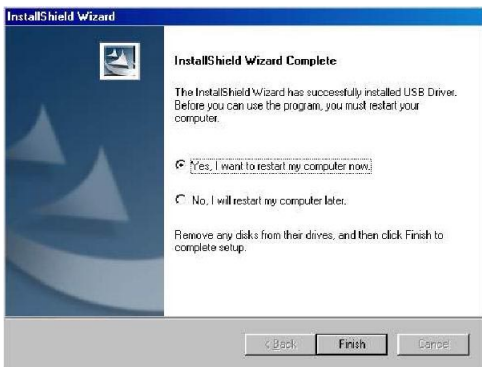 InstallShield Wizard
InstallShield Wizard Complete
The InstallShield Wizard has successfully installed USB Driver.
Before you can use the program, you must restart your
computer.
Yes, I want to restart my computer now.
No, I will restart my computer later.
Remove any disks from their drives, and then click Finish to
complete setup.
< Back Finish Cancel